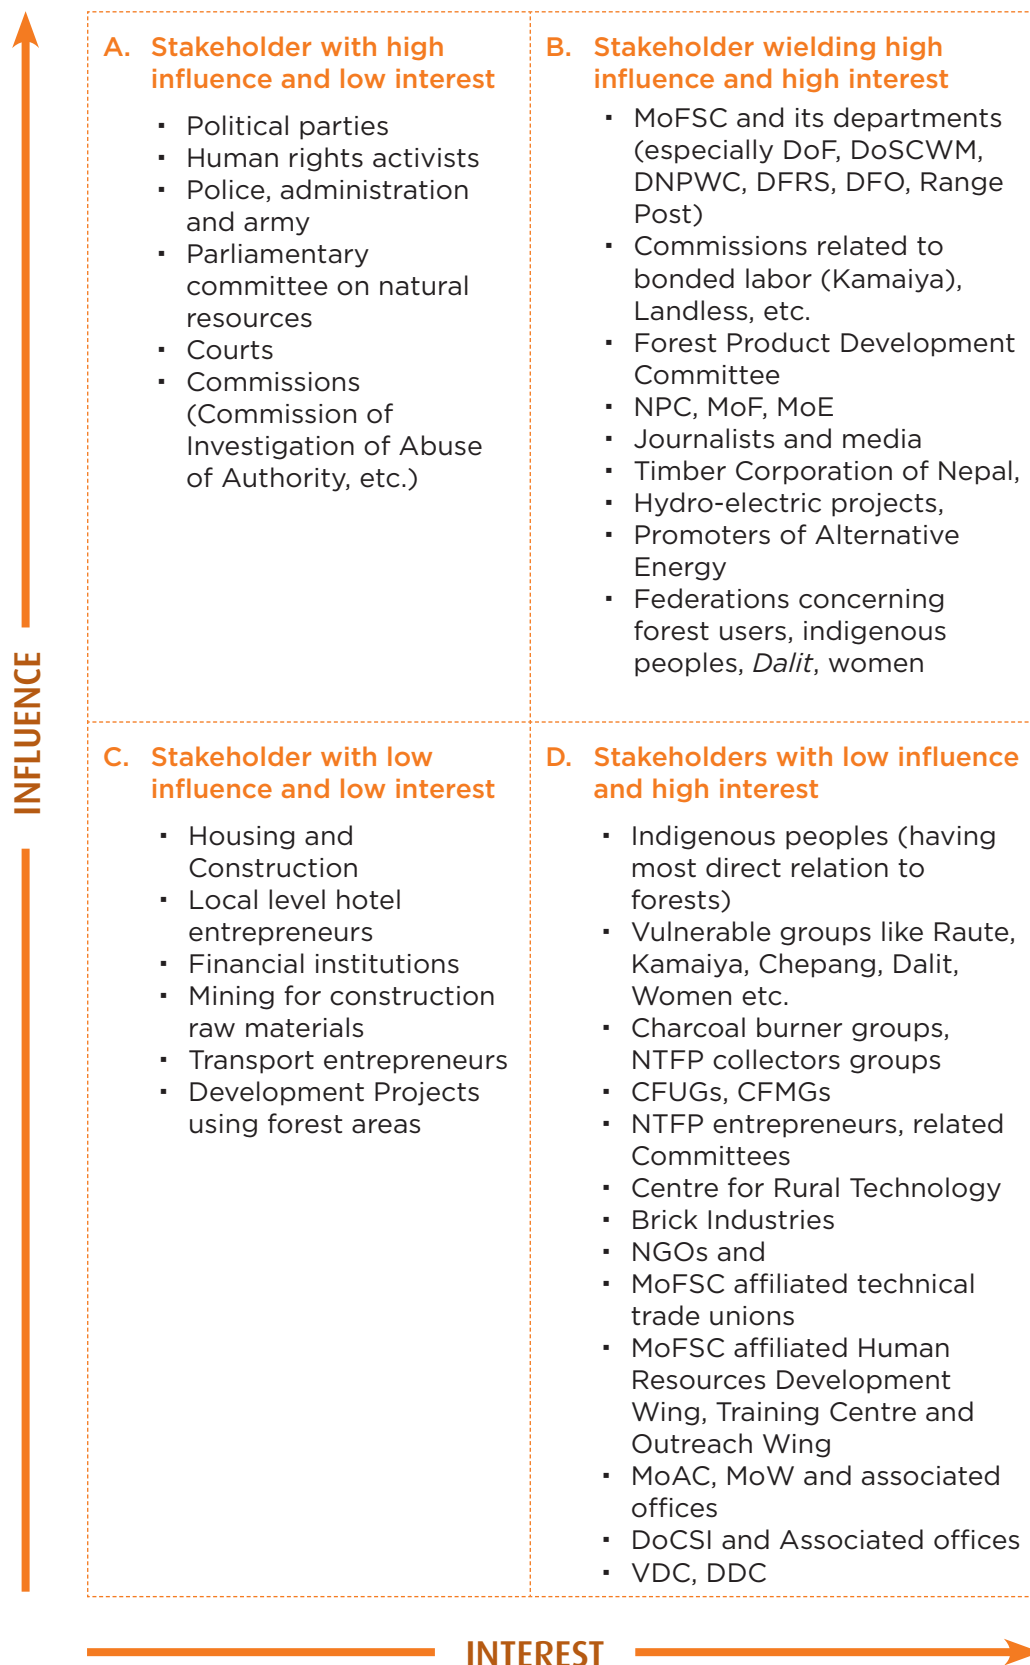 A. Stakeholder with high
influence and low interest
▪ Political parties
▪ Human rights activists
▪ Police, administration
and army
▪ Parliamentary
committee on natural
resources
▪ Courts
▪ Commissions
(Commission of
Investigation of Abuse
of Authority, etc.)
B. Stakeholder wielding high
influence and high interest
▪ MoFSC and its departments
(especially DoF, DoSCWM,
DNPWC, DFRS, DFO, Range
Post)
▪ Commissions related to
bonded labor (Kamaiya),
Landless, etc.
▪ Forest Product Development
Committee
▪ NPC, MoF, MoE
▪ Journalists and media
▪ Timber Corporation of Nepal,
▪ Hydro-electric projects,
▪ Promoters of Alternative
Energy
▪ Federations concerning
forest users, indigenous
peoples, Dalit, women
INFLUENCE
C. Stakeholder with low
influence and low interest
▪ Housing and
Construction
▪ Local level hotel
entrepreneurs
▪ Financial institutions
▪ Mining for construction
raw materials
▪ Transport entrepreneurs
▪ Development Projects
using forest areas
D. Stakeholders with low influence
and high interest
▪ Indigenous peoples (having
most direct relation to
forests)
▪ Vulnerable groups like Raute,
Kamaiya, Chepang, Dalit,
Women etc.
▪ Charcoal burner groups,
NTFP collectors groups
▪ CFUGs, CFMGs
▪ NTFP entrepreneurs, related
Committees
▪ Centre for Rural Technology
▪ Brick Industries
▪ NGOs and
▪ MoFSC affiliated technical
trade unions
▪ MoFSC affiliated Human
Resources Development
Wing, Training Centre and
Outreach Wing
▪ MoAC, MoW and associated
offices
▪ DoCSI and Associated offices
▪ VDC, DDC
INTEREST